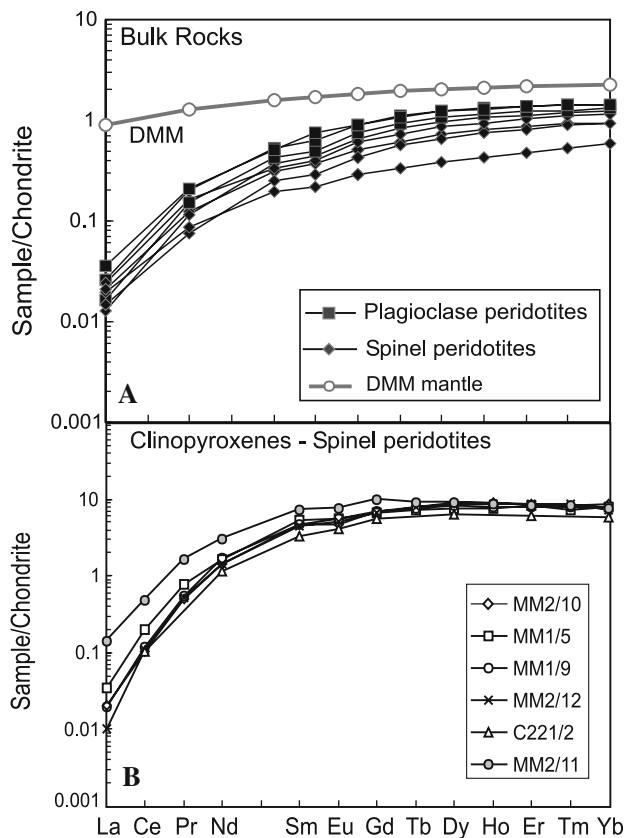 Bulk Rocks
10
1
0.1
0.01
0.001
Sample/Chondrite
DMM
Plagioclase peridotites
Spinel peridotites
DMM mantle
A
Clinopyroxenes - Spinel peridotites
10
1
0.1
0.01
0.001
Sample/Chondrite
MM2/10
MM1/5
MM1/9
MM2/12
C221/2
MM2/11
B
La Ce Pr Nd Sm Eu Gd Tb Dy Ho Er Tm Yb